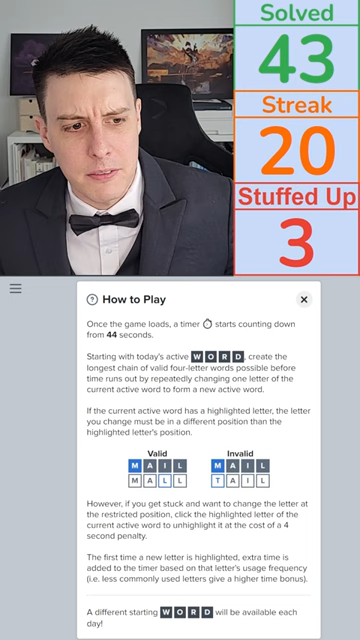 Solved
43
Streak
20
Stuffed Up
3
How to Play
Once the game loads, a timer starts counting down
from 44 seconds.
Starting with today's active WORD, create the
longest chain of valid four-letter words possible before
time runs out by repeatedly changing one letter of the
current active word to form a new active word.
If the current active word has a highlighted letter, the letter
you change must be in a different position than the
highlighted letter's position.
Valid Invalid
MAIL MAIL
MALL TAIL
However, if you get stuck and want to change the letter at
the restricted position, click the highlighted letter of the
current active word to unhighlight it at the cost of a 4
second penalty.
The first time a new letter is highlighted, extra time is
added to the timer based on that letter's usage frequency
(i.e. less commonly used letters give a higher time bonus).
A different starting WORD will be available each
day!